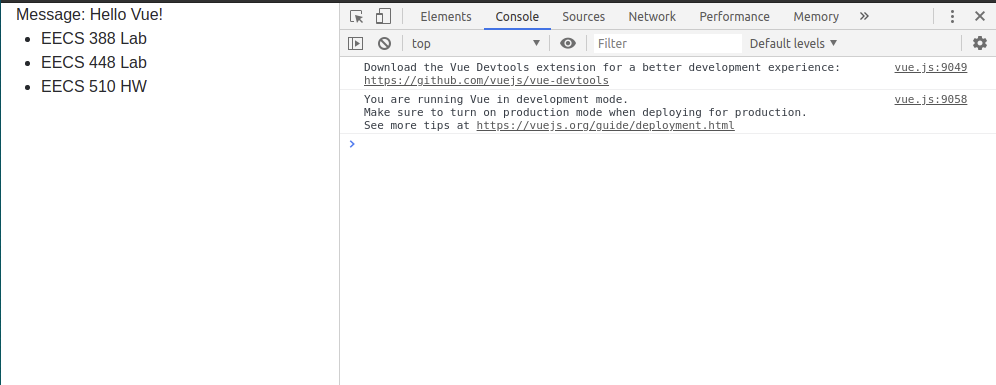 Message: Hello Vue!
EECS 388 Lab
EECS 448 Lab
EECS 510 HW
Elements Console Sources Network Performance Memory
top Filter Default levels
Download the Vue Devtools extension for a better development experience: vue.js:9049
https://github.com/vuejs/vue-devtools
You are running Vue in development mode. vue.js:9058
Make sure to turn on production mode when deploying for production.
See more tips at https://vuejs.org/guide/deployment.html